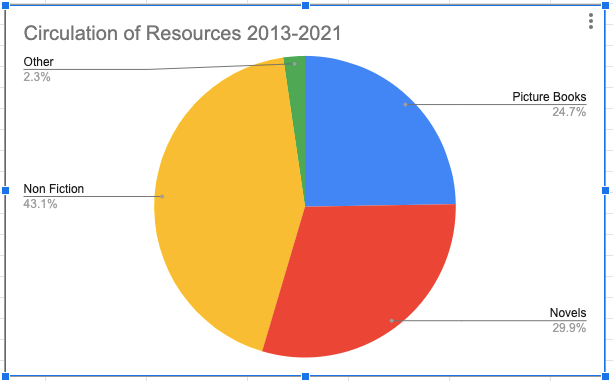 Circulation of Resources 2013-2021
Other
2.3%
Picture Books
24.7%
Non Fiction
43.1%
Novels
29.9%